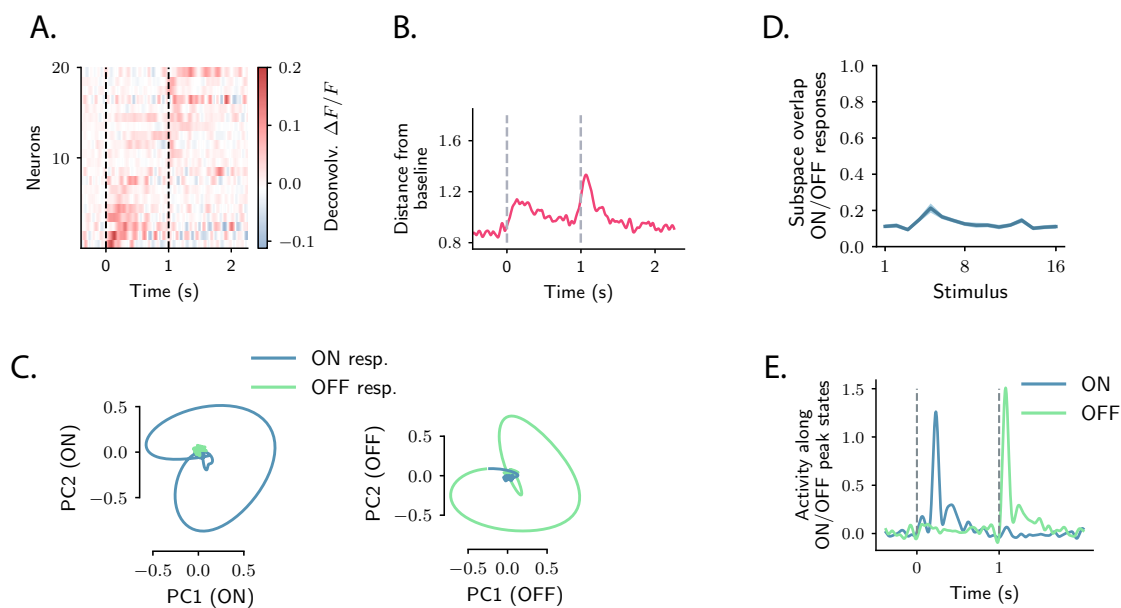 A.
20
10
Neurons
0
1
2
Time (s)
0.2
0.1
0.0
−0.1
Deconvolv. ΔF/F
B.
1.6
1.2
0.8
Distance from
baseline
0
1
2
Time (s)
D.
1.0
0.8
0.6
0.4
0.2
0.0
Subspace overlap
ON/OFF responses
1
8
16
Stimulus
C.
ON resp.
OFF resp.
0.5
0.0
−0.5
PC2 (ON)
−0.5
0.0
0.5
PC1 (ON)
0.5
0.0
−0.5
PC2 (OFF)
−0.5
0.0
0.5
PC1 (OFF)
E.
ON
OFF
1.5
1.0
0.5
0.0
Activity along
ON/OFF peak states
0
1
Time (s)